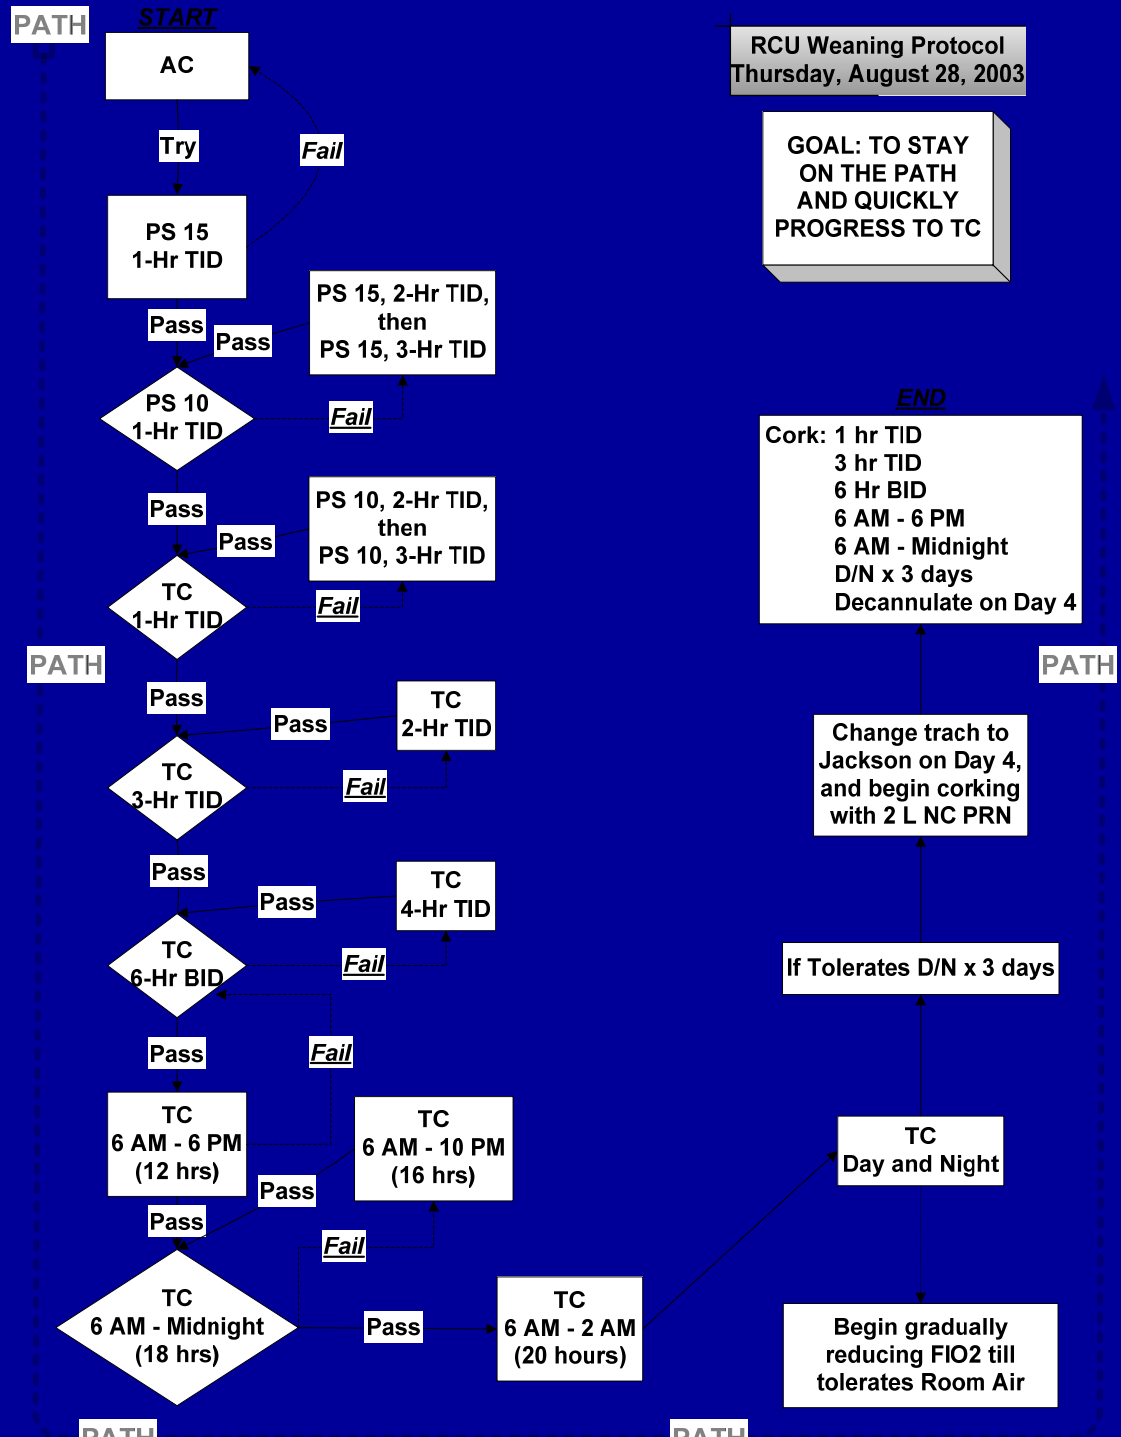 PATH
START
RCU Weaning Protocol
Thursday, August 28, 2003
AC
Try
Fail
GOAL: TO STAY
ON THE PATH
AND QUICKLY
PROGRESS TO TC
PS 15
1-Hr TID
Pass
PS 15, 2-Hr TID,
then
PS 15, 3-Hr TID
Pass
PS 10
1-Hr TID
Fail
Pass
PS 10, 2-Hr TID,
then
PS 10, 3-Hr TID
Pass
TC
1-Hr TID
Fail
PATH
Pass
TC
2-Hr TID
Pass
TC
3-Hr TID
Fail
Pass
TC
4-Hr TID
Pass
TC
6-Hr BID
Fail
Pass
Fail
TC
6 AM - 6 PM
(12 hrs)
TC
6 AM - 10 PM
(16 hrs)
Pass
Pass
Fail
TC
6 AM - Midnight
(18 hrs)
Pass
TC
6 AM - 2 AM
(20 hours)
END
Cork: 1 hr TID
3 hr TID
6 Hr BID
6 AM - 6 PM
6 AM - Midnight
D/N x 3 days
Decannulate on Day 4
PATH
Change trach to
Jackson on Day 4,
and begin corking
with 2 L NC PRN
If Tolerates D/N x 3 days
TC
Day and Night
Begin gradually
reducing FIO2 till
tolerates Room Air
PATH
PATH